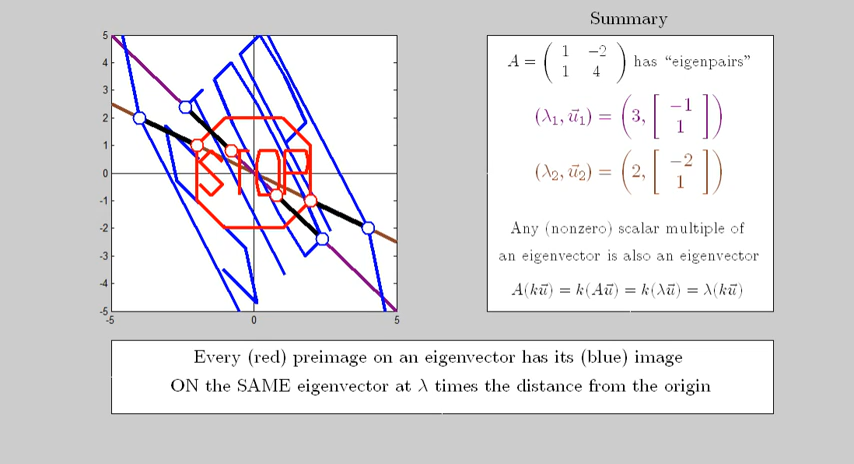 Summary
A = ( 1 -2 ; 1 4 ) has “eigenpairs”
(λ₁, u⃗₁) = (3, [ -1 ; 1 ])
(λ₂, u⃗₂) = (2, [ -2 ; 1 ])
Any (nonzero) scalar multiple of
an eigenvector is also an eigenvector
A(ku⃗) = k(Au⃗) = k(λu⃗) = λ(ku⃗)
5
4
3
2
1
0
-1
-2
-3
-4
-5
-5 0 5
STOP
Every (red) preimage on an eigenvector has its (blue) image
ON the SAME eigenvector at λ times the distance from the origin